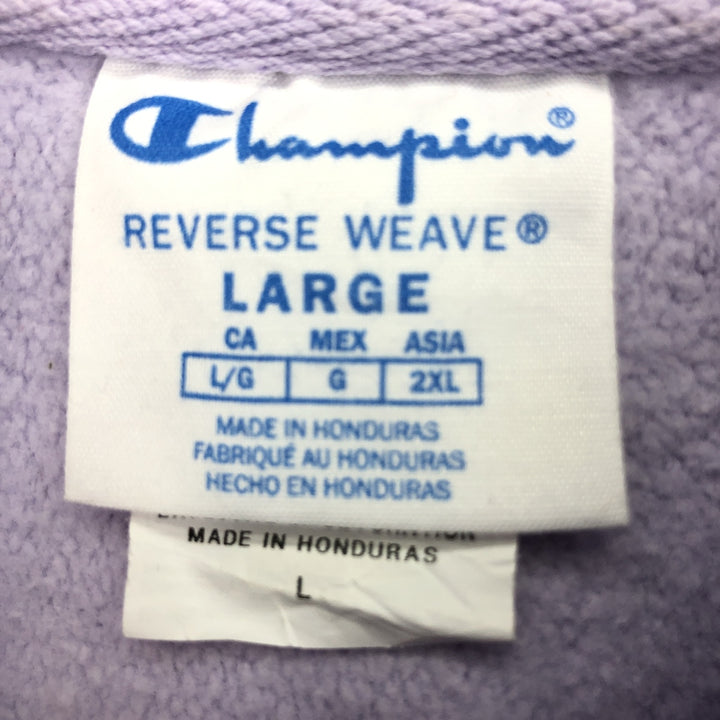 Champion®
REVERSE WEAVE®
LARGE
CA MEX ASIA
L/G G 2XL
MADE IN HONDURAS
FABRIQUÉ AU HONDURAS
HECHO EN HONDURAS
MADE IN HONDURAS
L